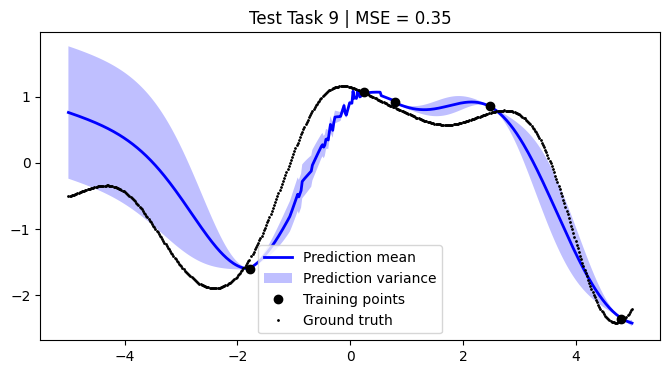 Test Task 9 | MSE = 0.35
1
0
−1
−2
Prediction mean
Prediction variance
Training points
Ground truth
−4 −2 0 2 4